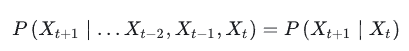 P (X_{t+1} | … X_{t−2}, X_{t−1}, X_t) = P (X_{t+1} | X_t)